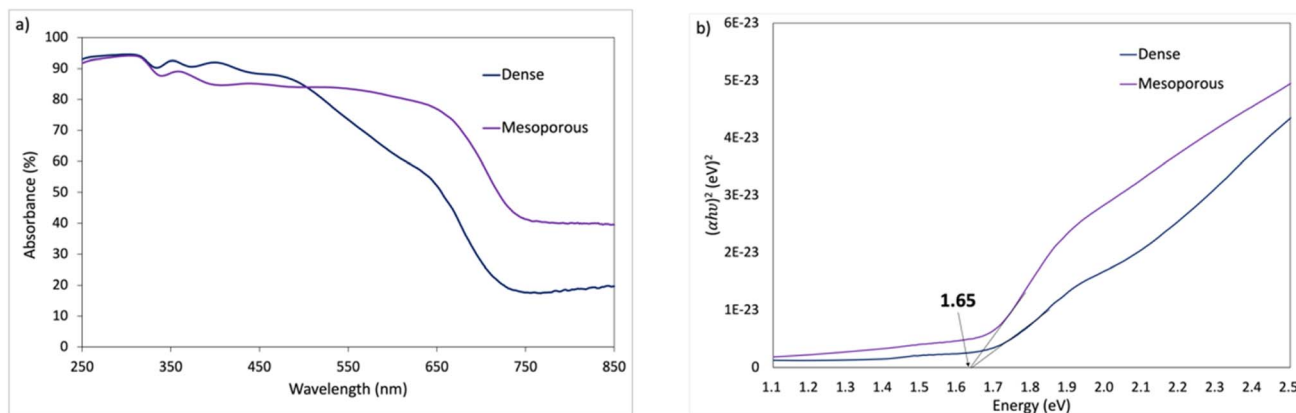 a)
100
90
80
70
60
50
40
30
20
10
0
Absorbance (%)
250 350 450 550 650 750 850
Wavelength (nm)
Dense
Mesoporous
b)
6E-23
5E-23
4E-23
3E-23
2E-23
1E-23
0
(αhυ)² (eV)²
1.1 1.2 1.3 1.4 1.5 1.6 1.7 1.8 1.9 2.0 2.1 2.2 2.3 2.4 2.5
Energy (eV)
Dense
Mesoporous
1.65